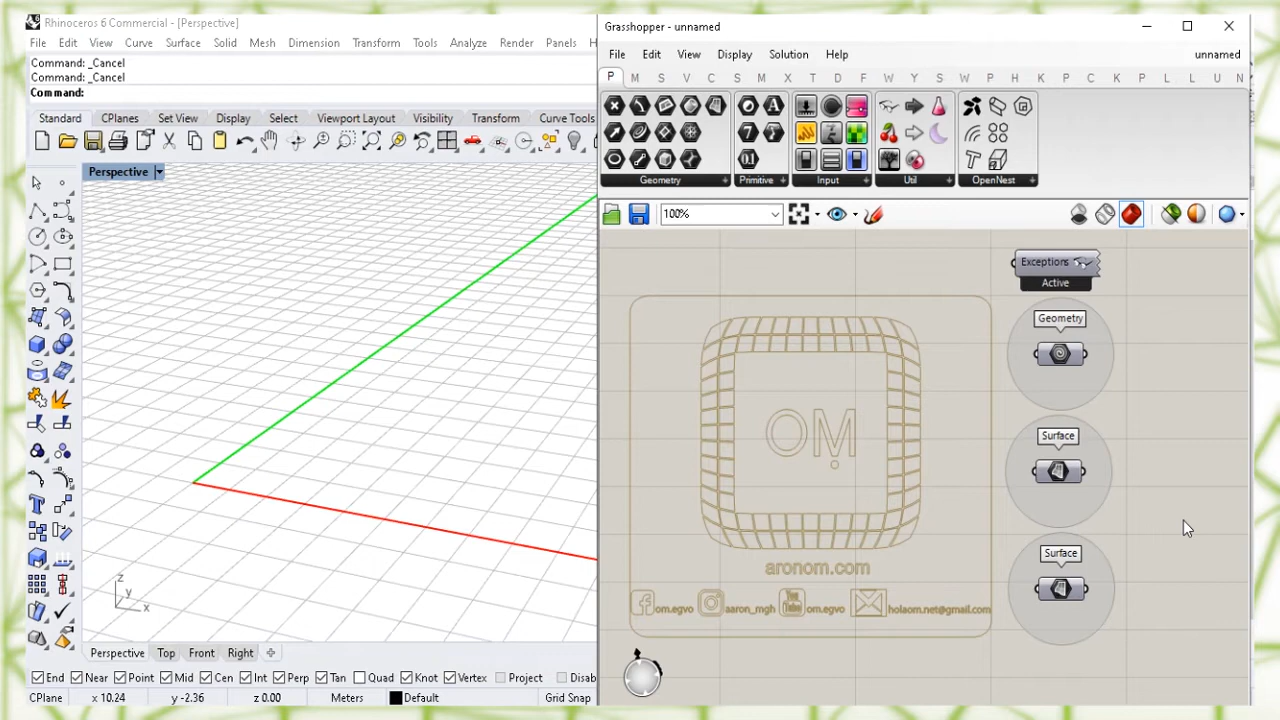 Rhinoceros 6 Commercial - [Perspective]
File Edit View Curve Surface Solid Mesh Dimension Transform Tools Analyze Render Panels H
Command: _Cancel
Command: _Cancel
Command:
Standard CPlanes Set View Disp Select Viewport Layout Visibility Transform Curve Tools
Perspective
z
y
x
Perspective Top Front Right
End Near Point Mid Cen Int Perp Tan Quad Knot Vertex Project Disab
CPlane x 10.24 y -2.36 z 0.00 Meters Default Grid Snap
Grasshopper - unnamed
File Edit View Display Solution Help unnamed
P M S V C S M X T D F W Y S W P H K P C K P L L U N
Geometry Primitive Input Util OpenNest
100%
Exceptions
Active
Geometry
Surface
Surface
OM
aronom.com
om.egvo aaron_mgh You Tube om.egvo holaom.net@gmail.com